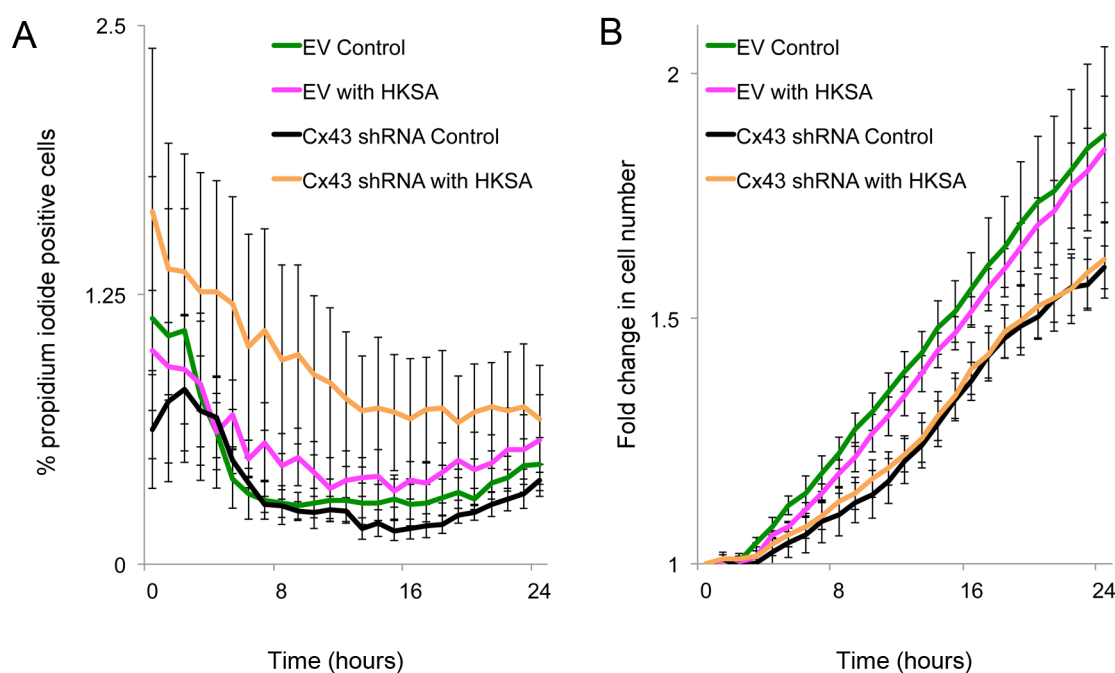 A
2.5
1.25
0
% propidium iodide positive cells
EV Control
EV with HKSA
Cx43 shRNA Control
Cx43 shRNA with HKSA
0 8 16 24
Time (hours)
B
2
1.5
1
Fold change in cell number
EV Control
EV with HKSA
Cx43 shRNA Control
Cx43 shRNA with HKSA
0 8 16 24
Time (hours)